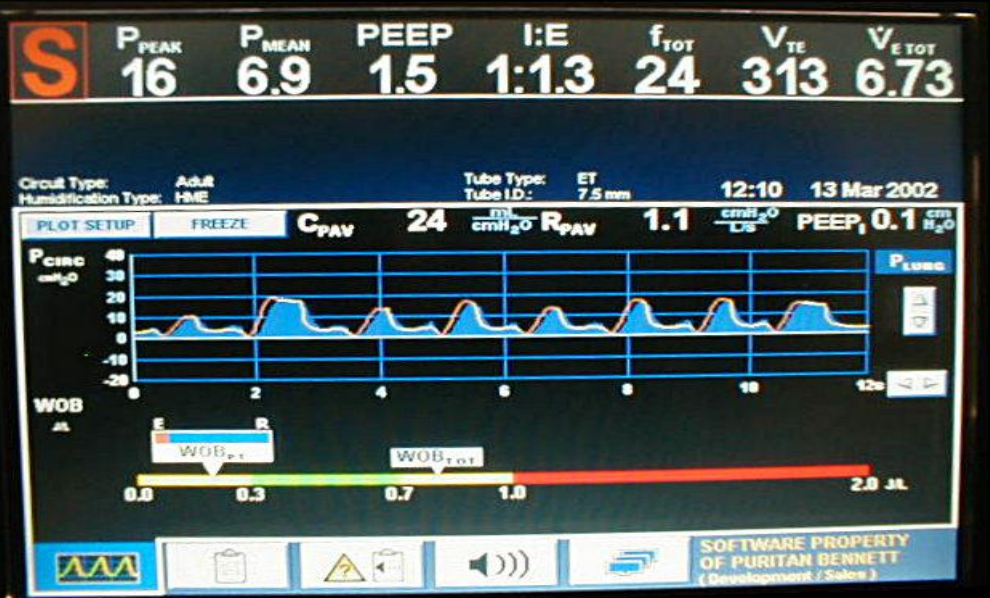 S PPEAK PMEAN PEEP I:E fTOT VTE V̇E TOT
16 6.9 1.5 1:1.3 24 313 6.73
Circuit Type: Adult Tube Type: ET
Humidification Type: HME Tube I.D.: 7.5 mm 12:10 13 Mar 2002
PLOT SETUP FREEZE CPAV 24 mL/cmH2O RPAV 1.1 cmH2O/L/s PEEPI 0.1 cm H2O
PCIRC
cmH2O
PLUNG
40
30
20
10
0
-10
-20
0 2 4 6 8 10 12s
WOB
J/L
E R
WOBPT WOBTOT
0.0 0.3 0.7 1.0 2.0 J/L
SOFTWARE PROPERTY
OF PURITAN BENNETT
(Development / Sales)